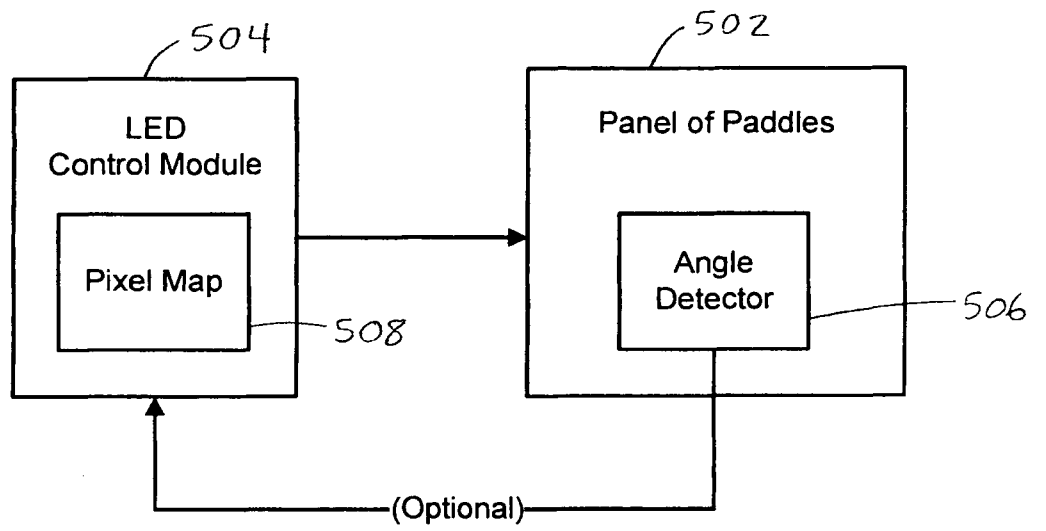 504
502
LED
Control Module
Panel of Paddles
Pixel Map
Angle
Detector
508
506
(Optional)